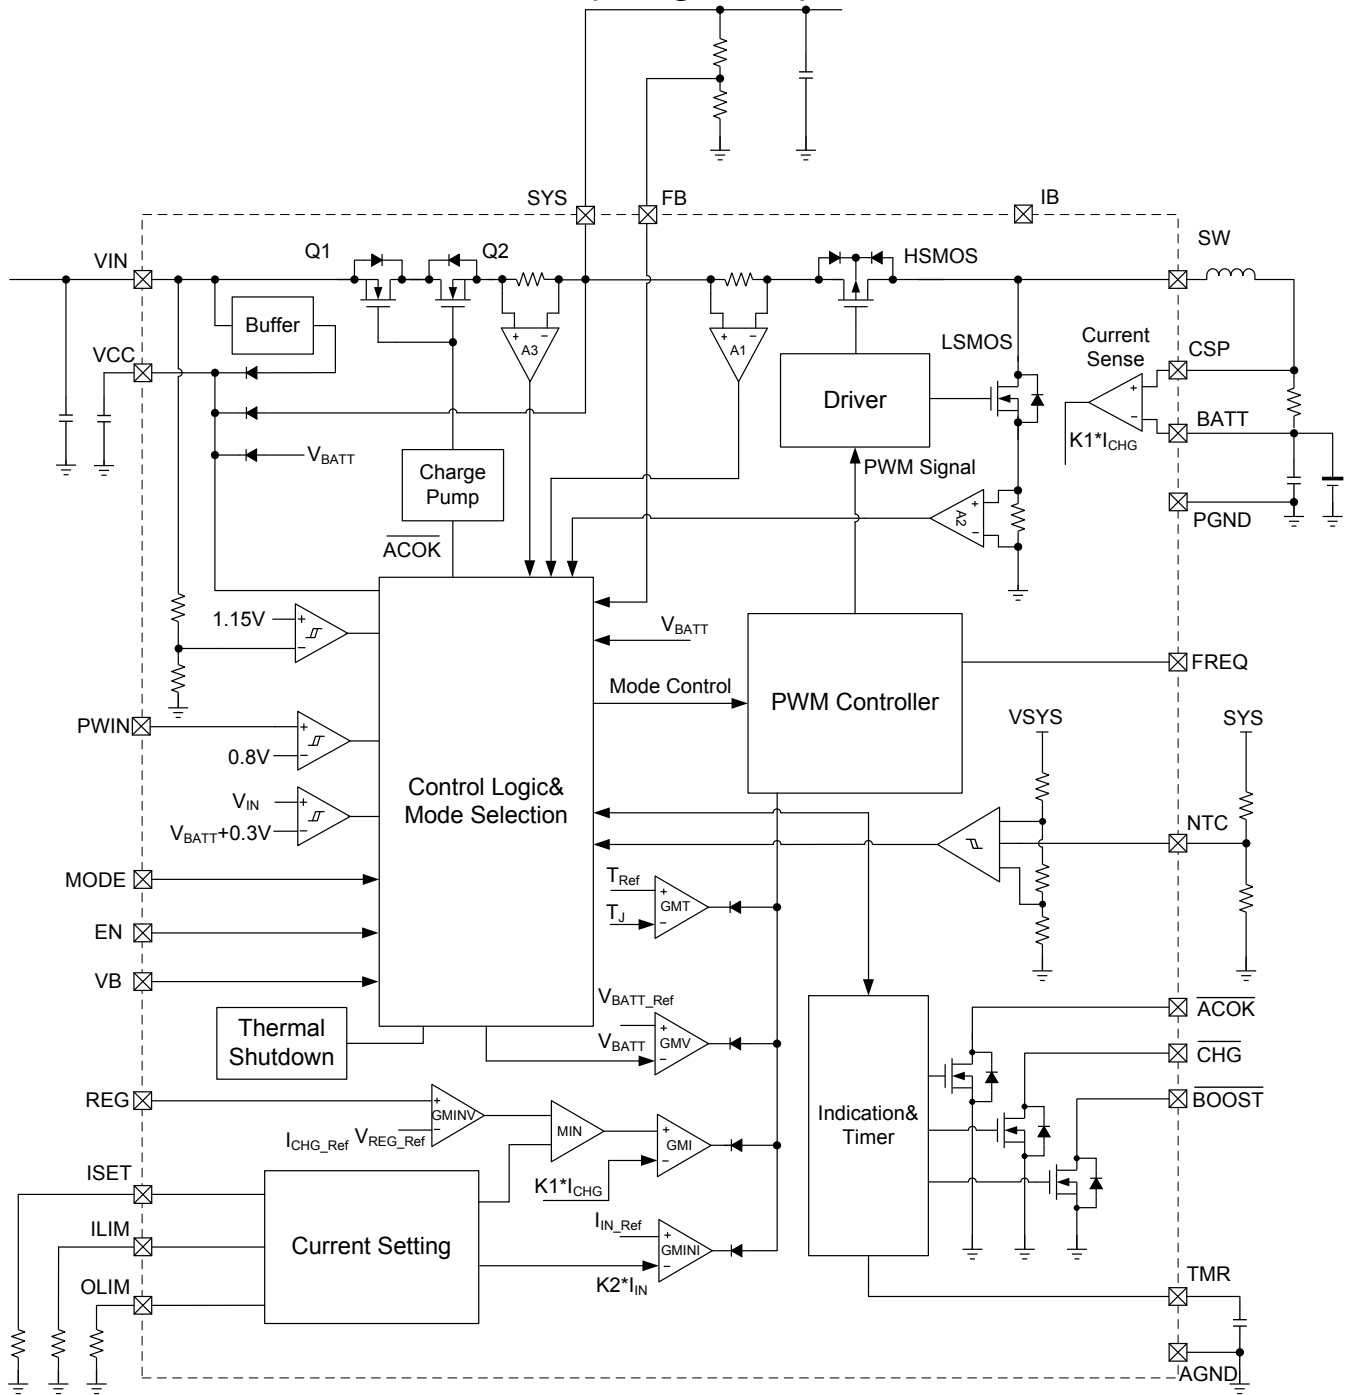 SYS
FB
IB
VIN
Q1
Q2
HSMOS
SW
Buffer
VCC
A3
A1
LSMOS
Current
Sense
CSP
Driver
BATT
K1*ICHG
VBATT
Charge
Pump
PWM Signal
A2
PGND
ACOK
1.15V
+
−
VBATT
Mode Control
PWM Controller
FREQ
PWIN
0.8V
VSYS
SYS
Control Logic&
Mode Selection
VIN
VBATT+0.3V
NTC
MODE
TRef
GMT
TJ
EN
VB
Thermal
Shutdown
VBATT_Ref
VBATT
GMV
ACOK
CHG
BOOST
REG
GMINV
ICHG_Ref
VREG_Ref
MIN
GMI
K1*ICHG
Indication&
Timer
ISET
ILIM
OLIM
Current Setting
IIN_Ref
GMINI
K2*IIN
TMR
AGND